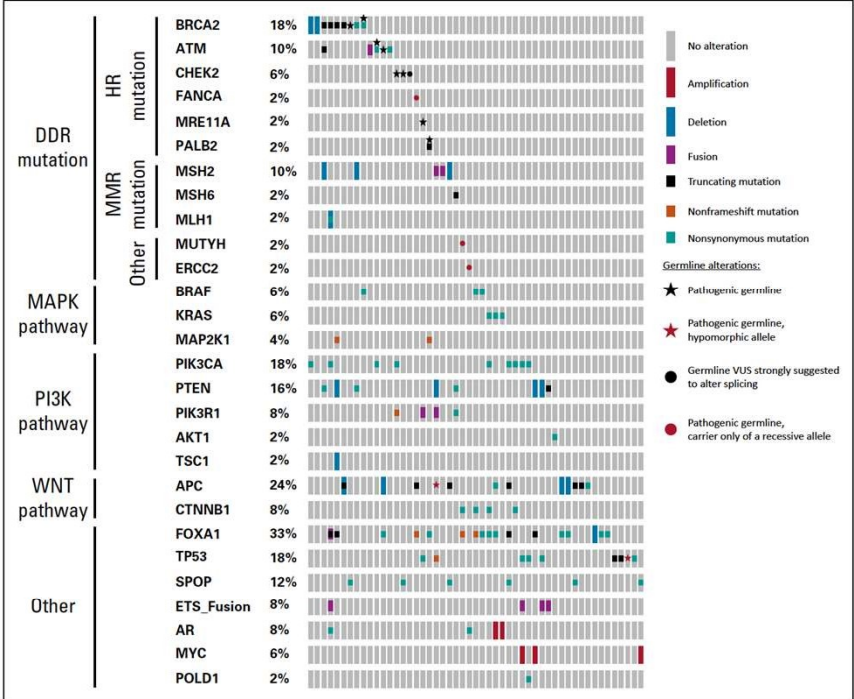 DDR
mutation
HR
mutation
BRCA2 18%
ATM 10%
CHEK2 6%
FANCA 2%
MRE11A 2%
PALB2 2%
MMR
mutation
MSH2 10%
MSH6 2%
MLH1 2%
Other
MUTYH 2%
ERCC2 2%
MAPK
pathway
BRAF 6%
KRAS 6%
MAP2K1 4%
PI3K
pathway
PIK3CA 18%
PTEN 16%
PIK3R1 8%
AKT1 2%
TSC1 2%
WNT
pathway
APC 24%
CTNNB1 8%
Other
FOXA1 33%
TP53 18%
SPOP 12%
ETS_Fusion 8%
AR 8%
MYC 6%
POLD1 2%
No alteration
Amplification
Deletion
Fusion
Truncating mutation
Nonframeshift mutation
Nonsynonymous mutation
Germline alterations:
Pathogenic germline
Pathogenic germline,
hypomorphic allele
Germline VUS strongly suggested
to alter splicing
Pathogenic germline,
carrier only of a recessive allele